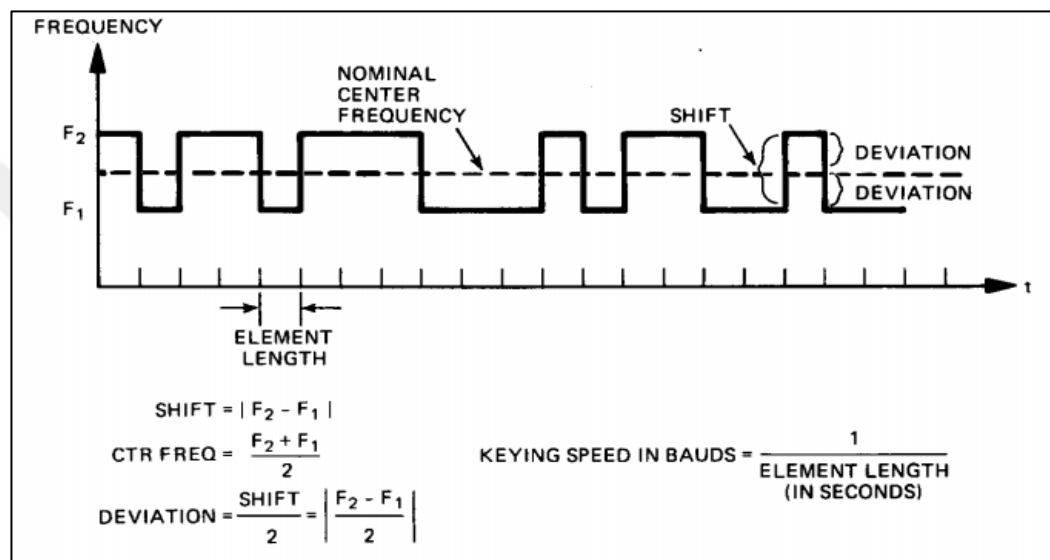 FREQUENCY
NOMINAL
CENTER
FREQUENCY
SHIFT
F₂
DEVIATION
DEVIATION
F₁
t
ELEMENT
LENGTH
SHIFT = | F₂ - F₁ |
CTR FREQ = F₂ + F₁ / 2
DEVIATION = SHIFT / 2 = | F₂ - F₁ / 2 |
KEYING SPEED IN BAUDS = 1 / ELEMENT LENGTH
(IN SECONDS)